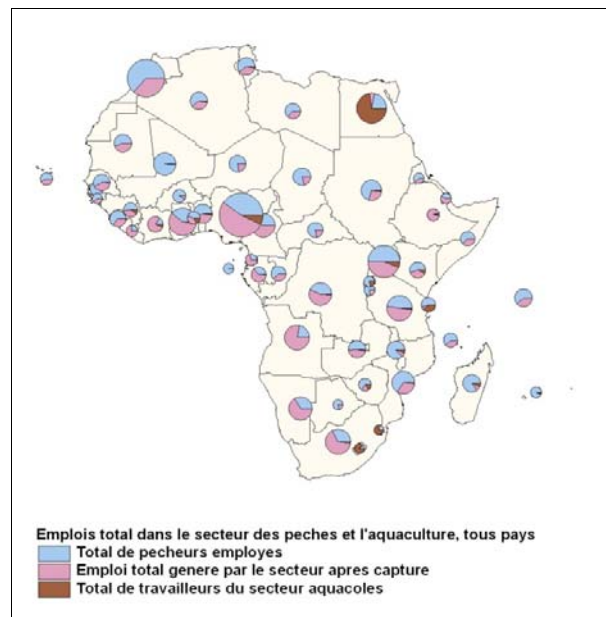 Emplois total dans le secteur des peches et l'aquaculture, tous pays
Total de pecheurs employes
Emploi total genere par le secteur apres capture
Total de travailleurs du secteur aquacoles